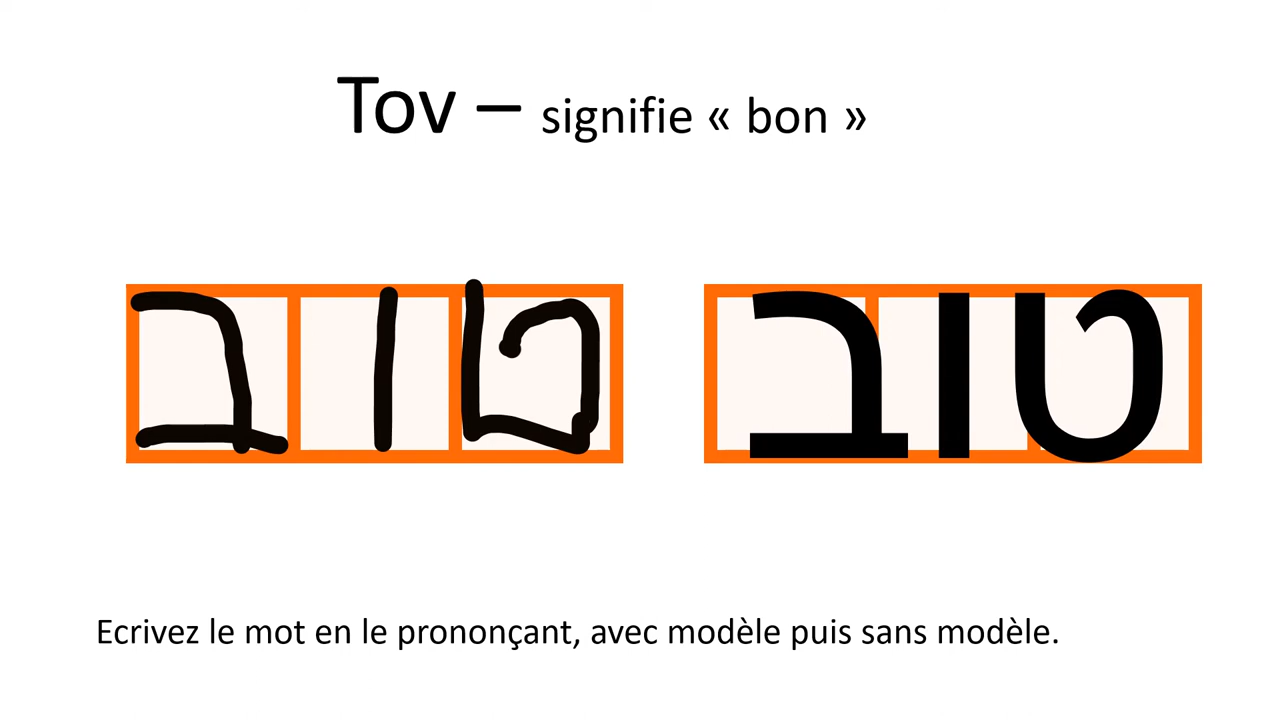 Tov – signifie « bon »
טוב טוב
Ecrivez le mot en le prononçant, avec modèle puis sans modèle.